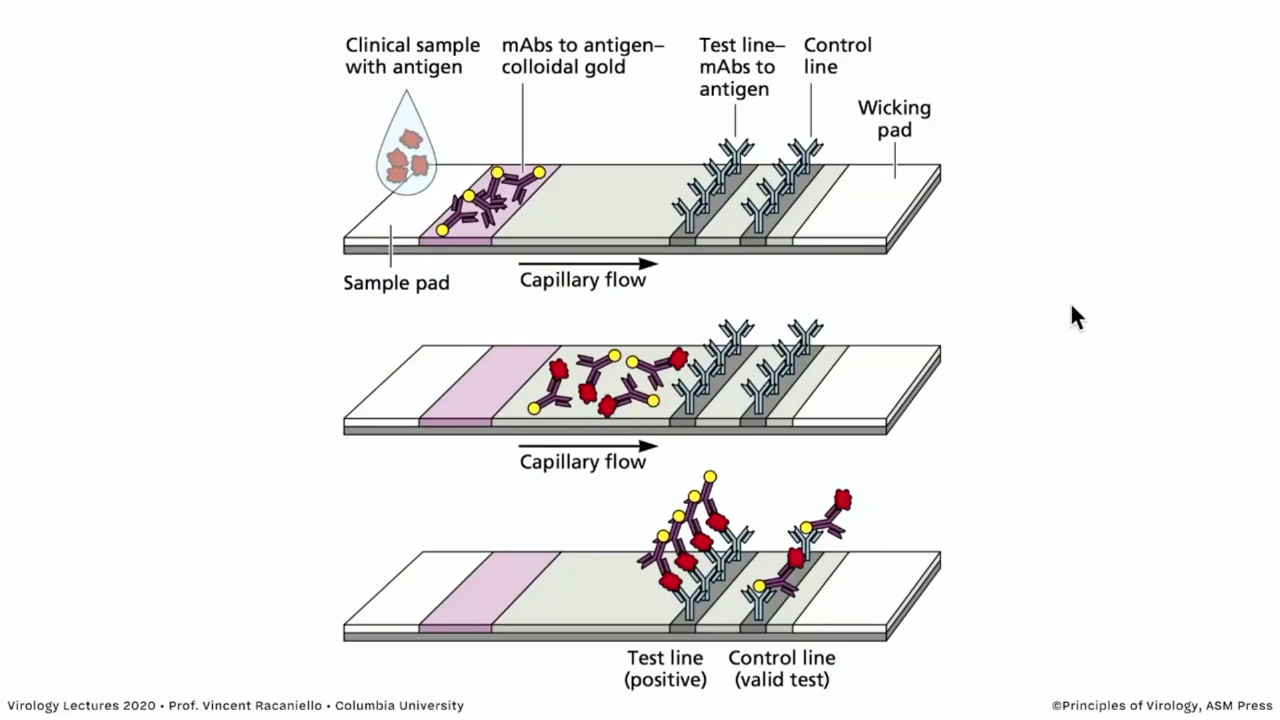 Clinical sample
with antigen
mAbs to antigen–
colloidal gold
Test line–
mAbs to
antigen
Control
line
Wicking
pad
Sample pad
Capillary flow
Capillary flow
Test line
(positive)
Control line
(valid test)
Virology Lectures 2020 • Prof. Vincent Racaniello • Columbia University
©Principles of Virology, ASM Press